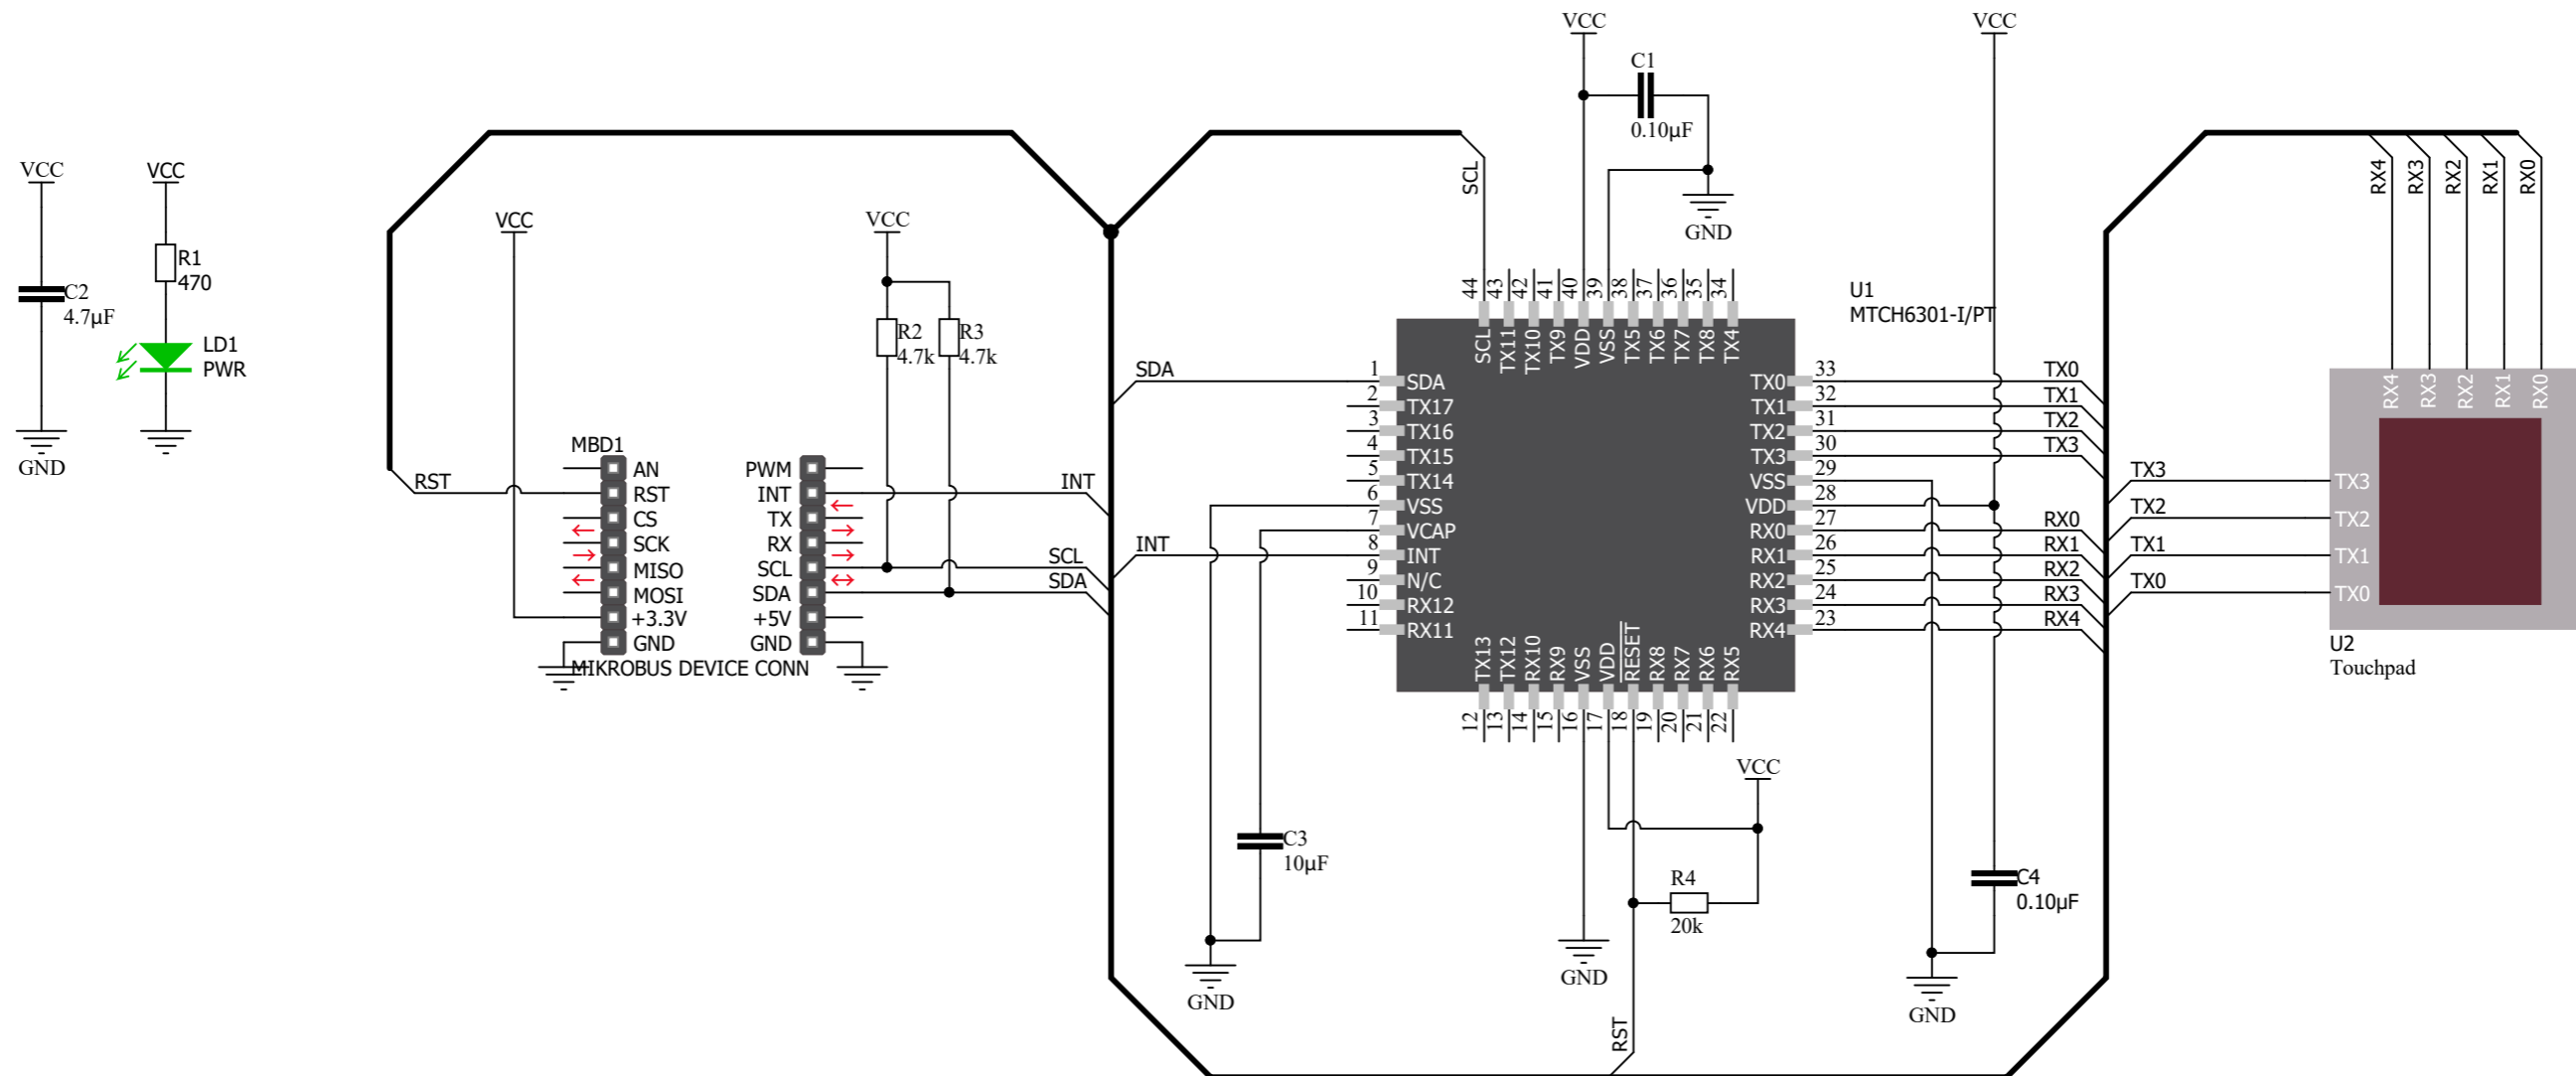 VCC
C2
4.7µF
GND
VCC
R1
470
LD1
PWR
VCC
RST
MBD1
AN
RST
CS
SCK
MISO
MOSI
+3.3V
GND
PWM
INT
TX
RX
SCL
SDA
+5V
GND
MIKROBUS DEVICE CONN
VCC
R2
4.7k
R3
4.7k
INT
SCL
SDA
SCL
SDA
INT
VCC
C1
0.10µF
GND
U1
MTCH6301-I/PT
44 43 42 41 40 39 38 37 36 35 34
SCL TX11 TX10 TX9 VDD VSS TX5 TX6 TX7 TX8 TX4
1 SDA
2 TX17
3 TX16
4 TX15
5 TX14
6 VSS
7 VCAP
8 INT
9 N/C
10 RX12
11 RX11
TX13 TX12 RX10 RX9 VSS VDD RESET RX8 RX7 RX6 RX5
12 13 14 15 16 17 18 19 20 21 22
TX0 33 TX0
TX1 32 TX1
TX2 31 TX2
TX3 30 TX3
VSS 29
VDD 28
RX0 27 RX0
RX1 26 RX1
RX2 25 RX2
RX3 24 RX3
RX4 23 RX4
C3
10µF
GND
GND
VCC
R4
20k
RST
VCC
C4
0.10µF
GND
RX4 RX3 RX2 RX1 RX0
RX4 RX3 RX2 RX1 RX0
TX3 TX3
TX2 TX2
TX1 TX1
TX0 TX0
U2
Touchpad